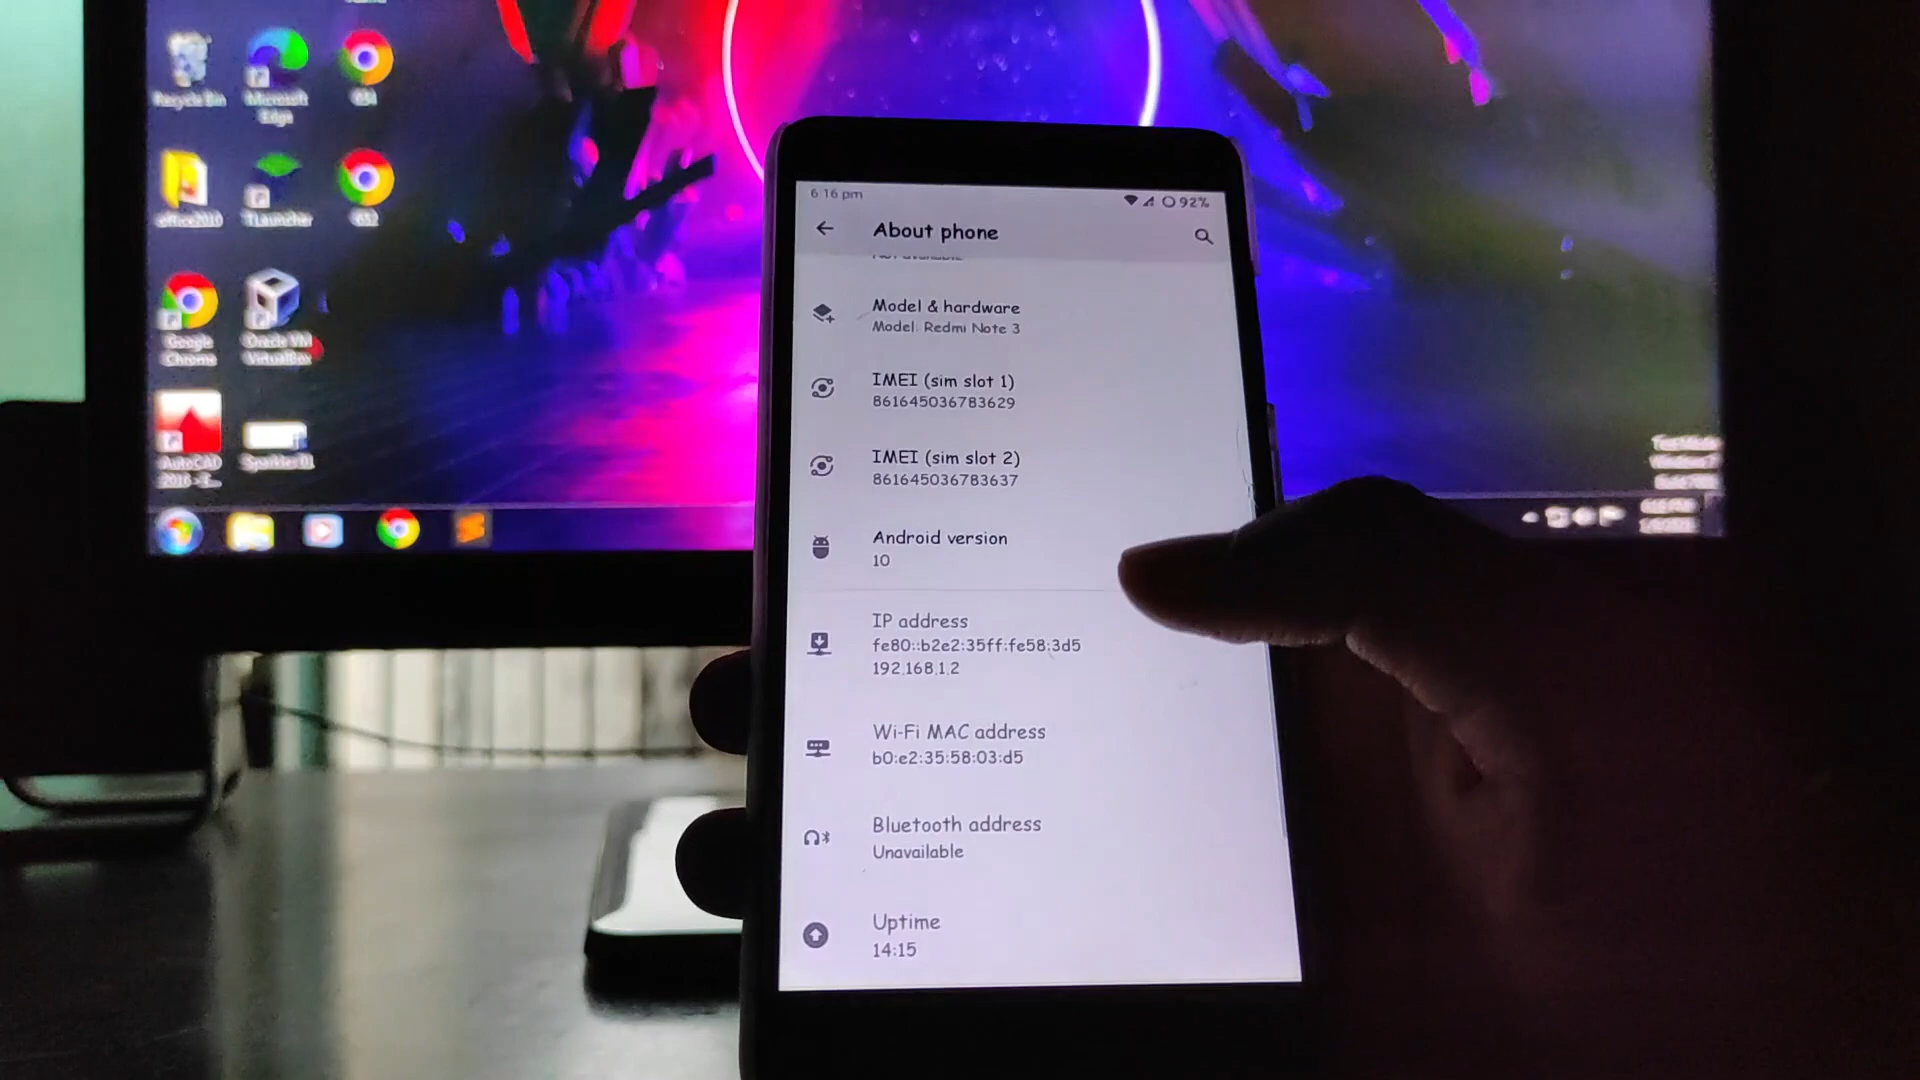 Recycle Bin
Microsoft
Edge
office2010
TLauncher
Google
Chrome
Oracle VM
VirtualBox
AutoCAD
6:16 pm
92%
About phone
Model & hardware
Model: Redmi Note 3
IMEI (sim slot 1)
861645036783629
IMEI (sim slot 2)
861645036783637
Android version
10
IP address
fe80::b2e2:35ff:fe58:3d5
192.168.1.2
Wi-Fi MAC address
b0:e2:35:58:03:d5
Bluetooth address
Unavailable
Uptime
14:15